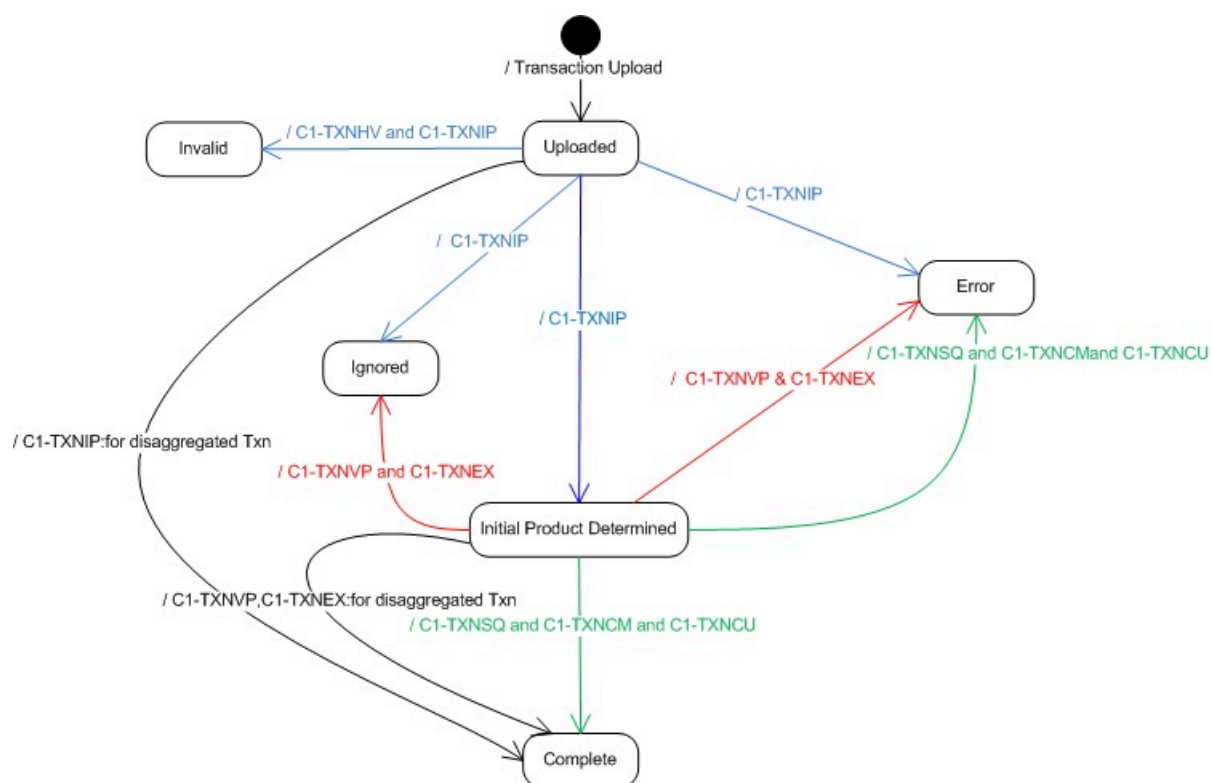 / Transaction Upload
/ C1-TXNHV and C1-TXNIP
Invalid
Uploaded
/ C1-TXNIP
/ C1-TXNIP
Error
/ C1-TXNIP
/ C1-TXNSQ and C1-TXNCMand C1-TXNCU
Ignored
/ C1-TXNVP & C1-TXNEX
/ C1-TXNIP:for disaggregated Txn
/ C1-TXNVP and C1-TXNEX
Initial Product Determined
/ C1-TXNVP,C1-TXNEX:for disaggregated Txn
/ C1-TXNSQ and C1-TXNCM and C1-TXNCU
Complete